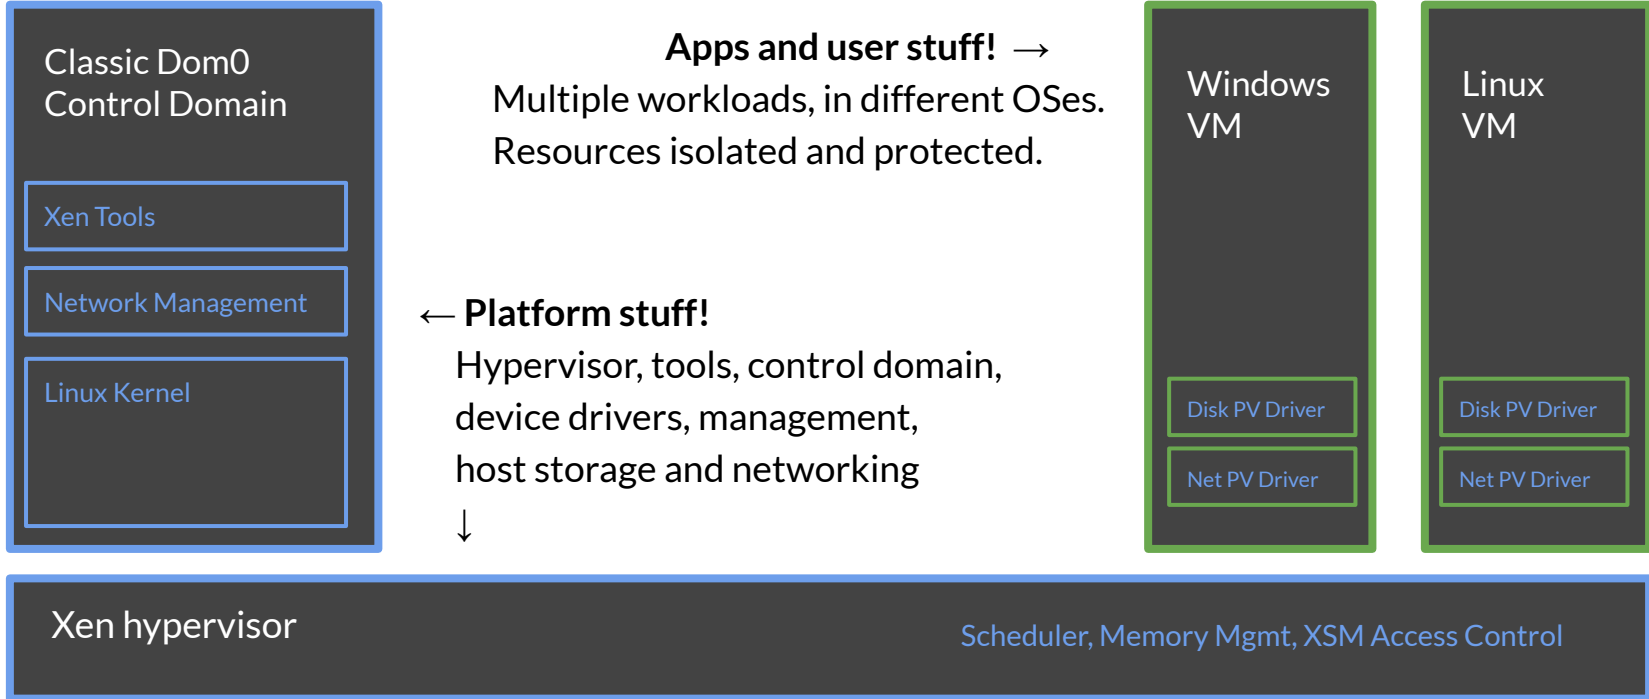 Classic Dom0
Control Domain
Xen Tools
Network Management
Linux Kernel
Apps and user stuff! →
Multiple workloads, in different OSes.
Resources isolated and protected.
← Platform stuff!
Hypervisor, tools, control domain,
device drivers, management,
host storage and networking
↓
Windows
VM
Disk PV Driver
Net PV Driver
Linux
VM
Disk PV Driver
Net PV Driver
Xen hypervisor
Scheduler, Memory Mgmt, XSM Access Control